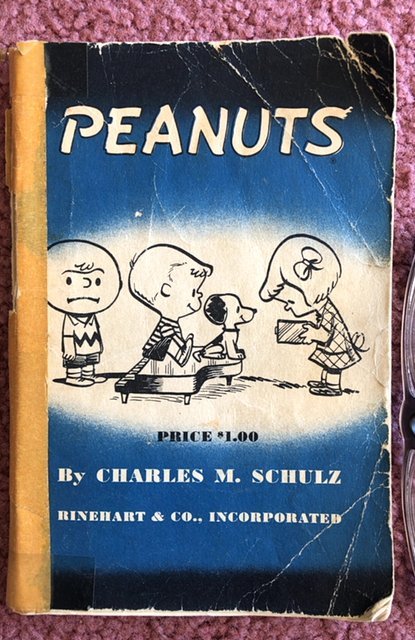 PEANUTS
PRICE $1.00
By CHARLES M. SCHULZ
RINEHART & CO., INCORPORATED